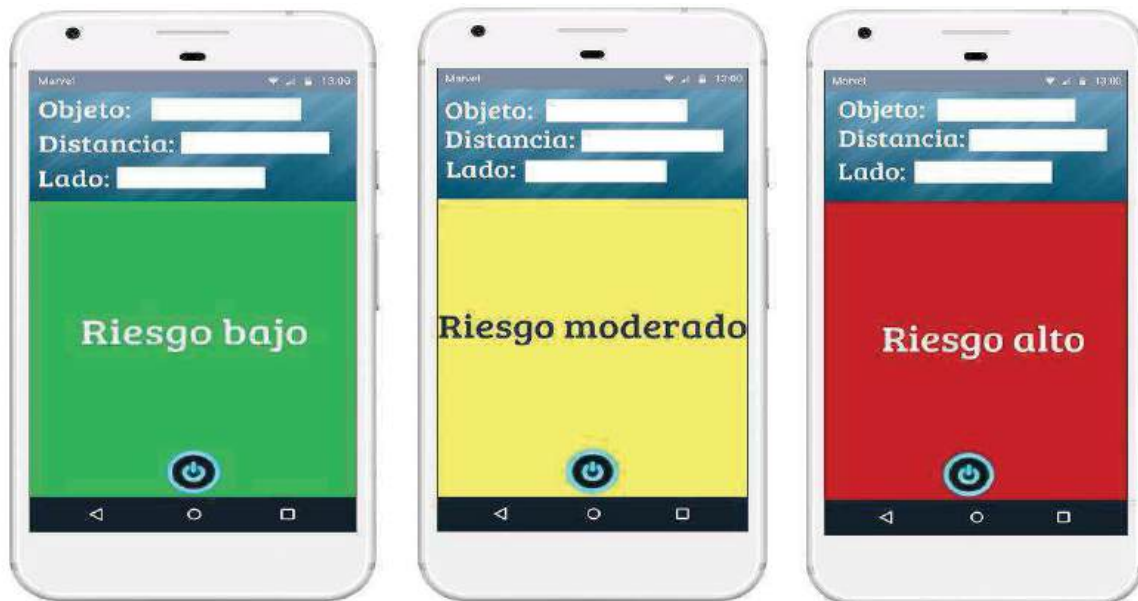 Marvel 13:00
Objeto:
Distancia:
Lado:
Riesgo bajo
Marvel 13:00
Objeto:
Distancia:
Lado:
Riesgo moderado
Marvel 13:00
Objeto:
Distancia:
Lado:
Riesgo alto